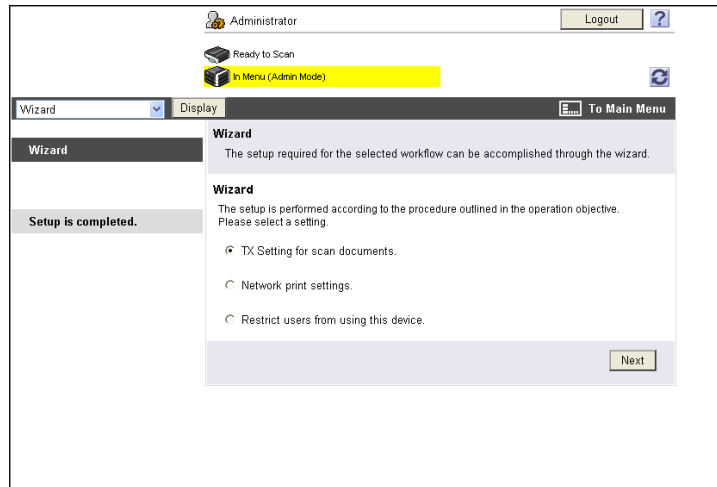 Administrator
Logout
?
Ready to Scan
In Menu (Admin Mode)
Wizard
Display
To Main Menu
Wizard
Setup is completed.
Wizard
The setup required for the selected workflow can be accomplished through the wizard.
Wizard
The setup is performed according to the procedure outlined in the operation objective.
Please select a setting.
TX Setting for scan documents.
Network print settings.
Restrict users from using this device.
Next